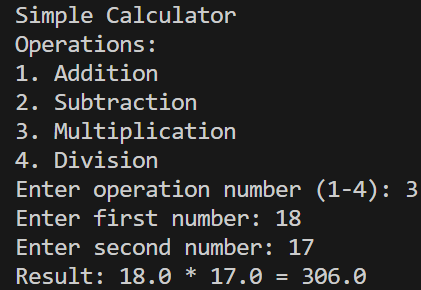 Simple Calculator
Operations:
1. Addition
2. Subtraction
3. Multiplication
4. Division
Enter operation number (1-4): 3
Enter first number: 18
Enter second number: 17
Result: 18.0 * 17.0 = 306.0